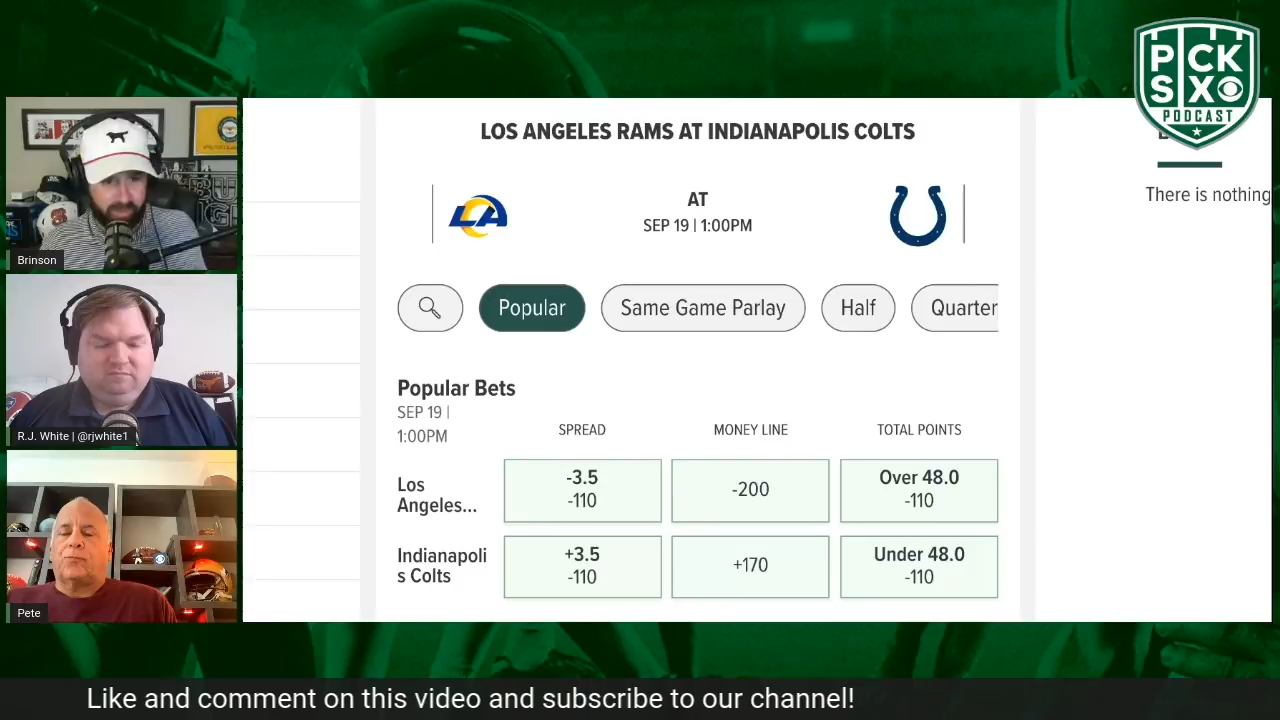 PICK
SIX
PODCAST
LOS ANGELES RAMS AT INDIANAPOLIS COLTS
There is nothing
LA
AT
SEP 19 | 1:00PM
Brinson
Popular
Same Game Parlay
Half
Quarter
Popular Bets
SEP 19 |
1:00PM
SPREAD
MONEY LINE
TOTAL POINTS
R.J. White | @rjwhite1
Los
Angeles...
-3.5
-110
-200
Over 48.0
-110
Indianapoli
s Colts
+3.5
-110
+170
Under 48.0
-110
Pete
Like and comment on this video and subscribe to our channel!